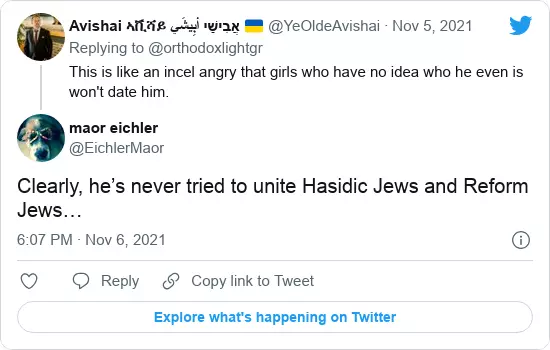 Avishai አቪሻይ ܐܒܝܫܝ אֲבִישַׁי 🇺🇦 @YeOldeAvishai · Nov 5, 2021
Replying to @orthodoxlightgr
This is like an incel angry that girls who have no idea who he even is
won't date him.
maor eichler
@EichlerMaor
Clearly, he’s never tried to unite Hasidic Jews and Reform
Jews…
6:07 PM · Nov 6, 2021
Reply
Copy link to Tweet
Explore what's happening on Twitter